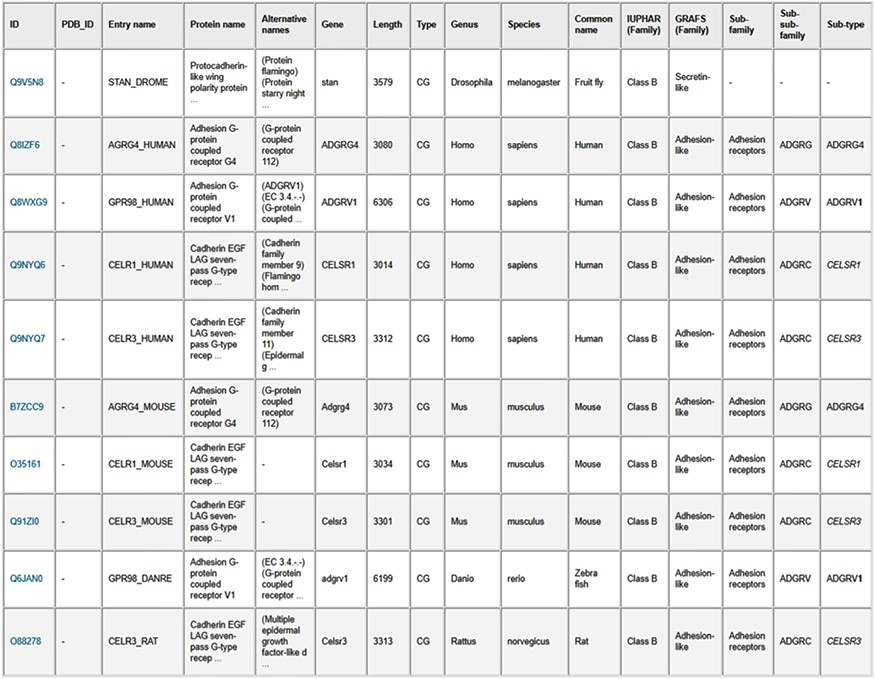 ID PDB_ID Entry name Protein name Alternative names Gene Length Type Genus Species Common name IUPHAR (Family) GRAFS (Family) Sub-family Sub-sub-family Sub-type
Q9V5N8 - STAN_DROME Protocadherin-like wing polarity protein ... (Protein flamingo) (Protein starry night ... stan 3579 CG Drosophila melanogaster Fruit fly Class B Secretin-like - - -
Q8IZF6 - AGRG4_HUMAN Adhesion G-protein coupled receptor G4 (G-protein coupled receptor 112) ADGRG4 3080 CG Homo sapiens Human Class B Adhesion-like Adhesion receptors ADGRG ADGRG4
Q8WXG9 - GPR98_HUMAN Adhesion G-protein coupled receptor V1 (ADGRV1) (EC 3.4.-.-) (G-protein coupled ... ADGRV1 6306 CG Homo sapiens Human Class B Adhesion-like Adhesion receptors ADGRV ADGRV1
Q9NYQ6 - CELR1_HUMAN Cadherin EGF LAG seven-pass G-type recep ... (Cadherin family member 9) (Flamingo hom ... CELSR1 3014 CG Homo sapiens Human Class B Adhesion-like Adhesion receptors ADGRC CELSR1
Q9NYQ7 - CELR3_HUMAN Cadherin EGF LAG seven-pass G-type recep ... (Cadherin family member 11) (Epidermal g ... CELSR3 3312 CG Homo sapiens Human Class B Adhesion-like Adhesion receptors ADGRC CELSR3
B7ZCC9 - AGRG4_MOUSE Adhesion G-protein coupled receptor G4 (G-protein coupled receptor 112) Adgrg4 3073 CG Mus musculus Mouse Class B Adhesion-like Adhesion receptors ADGRG ADGRG4
O35161 - CELR1_MOUSE Cadherin EGF LAG seven-pass G-type recep ... - Celsr1 3034 CG Mus musculus Mouse Class B Adhesion-like Adhesion receptors ADGRC CELSR1
Q91ZI0 - CELR3_MOUSE Cadherin EGF LAG seven-pass G-type recep ... - Celsr3 3301 CG Mus musculus Mouse Class B Adhesion-like Adhesion receptors ADGRC CELSR3
Q6JAN0 - GPR98_DANRE Adhesion G-protein coupled receptor V1 (EC 3.4.-.-) (G-protein coupled receptor ... adgrv1 6199 CG Danio rerio Zebra fish Class B Adhesion-like Adhesion receptors ADGRV ADGRV1
O88278 - CELR3_RAT Cadherin EGF LAG seven-pass G-type recep ... (Multiple epidermal growth factor-like d ... Celsr3 3313 CG Rattus norvegicus Rat Class B Adhesion-like Adhesion receptors ADGRC CELSR3